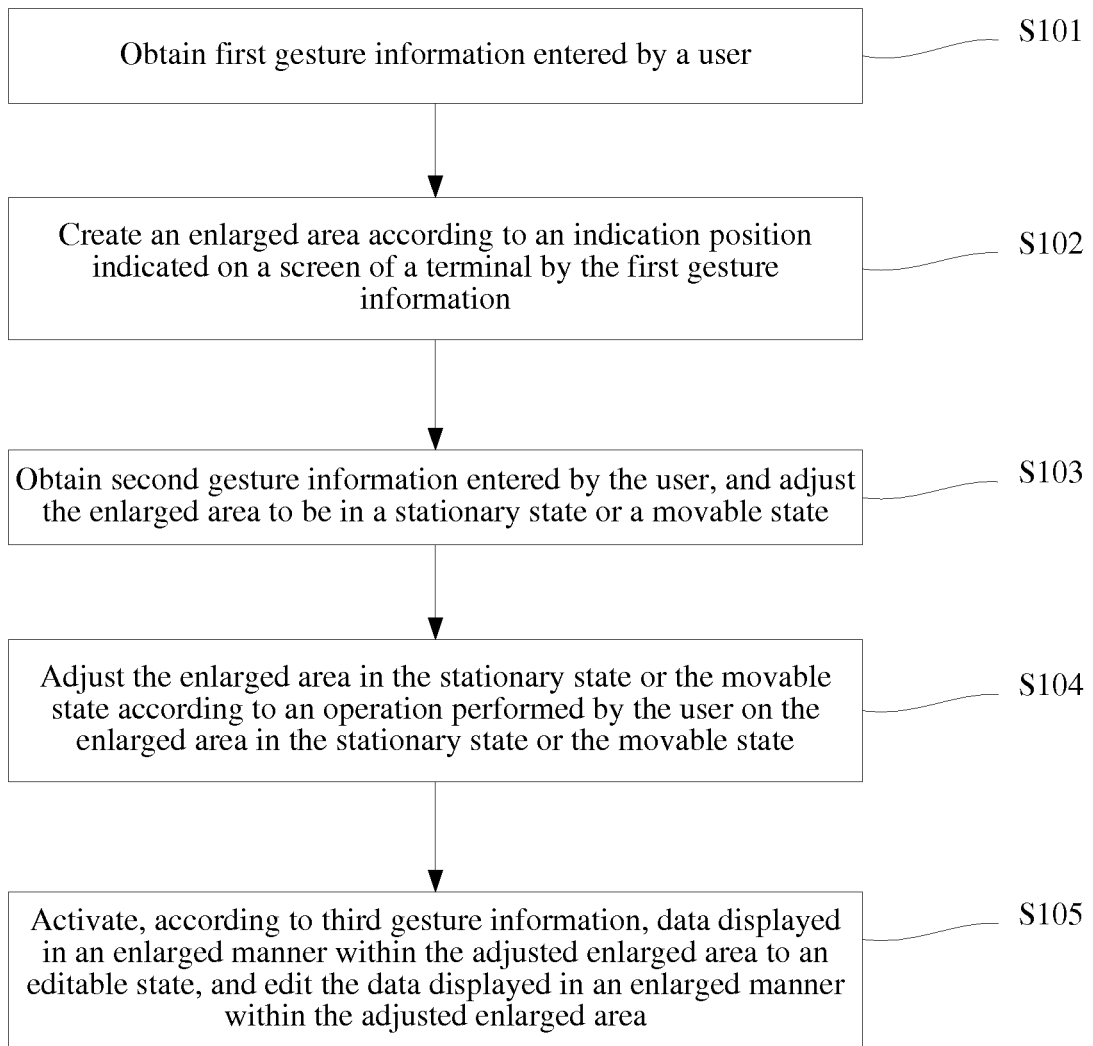 Obtain first gesture information entered by a user
S101
Create an enlarged area according to an indication position
indicated on a screen of a terminal by the first gesture
information
S102
Obtain second gesture information entered by the user, and adjust
the enlarged area to be in a stationary state or a movable state
S103
Adjust the enlarged area in the stationary state or the movable
state according to an operation performed by the user on the
enlarged area in the stationary state or the movable state
S104
Activate, according to third gesture information, data displayed
in an enlarged manner within the adjusted enlarged area to an
editable state, and edit the data displayed in an enlarged manner
within the adjusted enlarged area
S105